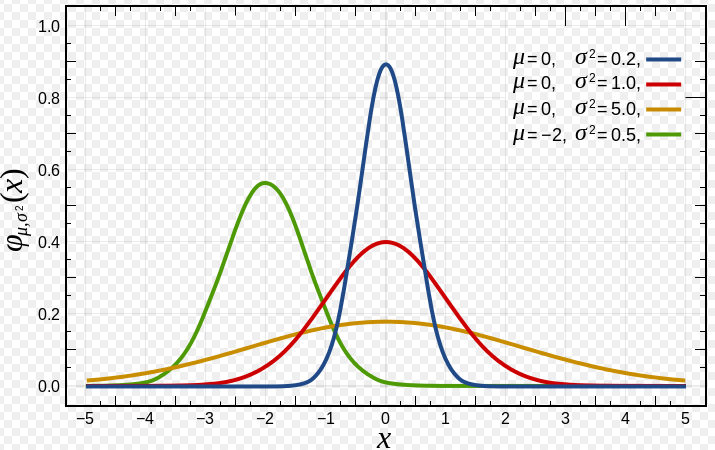 1.0
μ = 0, σ² = 0.2,
μ = 0, σ² = 1.0,
0.8
μ = 0, σ² = 5.0,
μ = −2, σ² = 0.5,
0.6
φμ,σ²(x)
0.4
0.2
0.0
−5 −4 −3 −2 −1 0 1 2 3 4 5
x